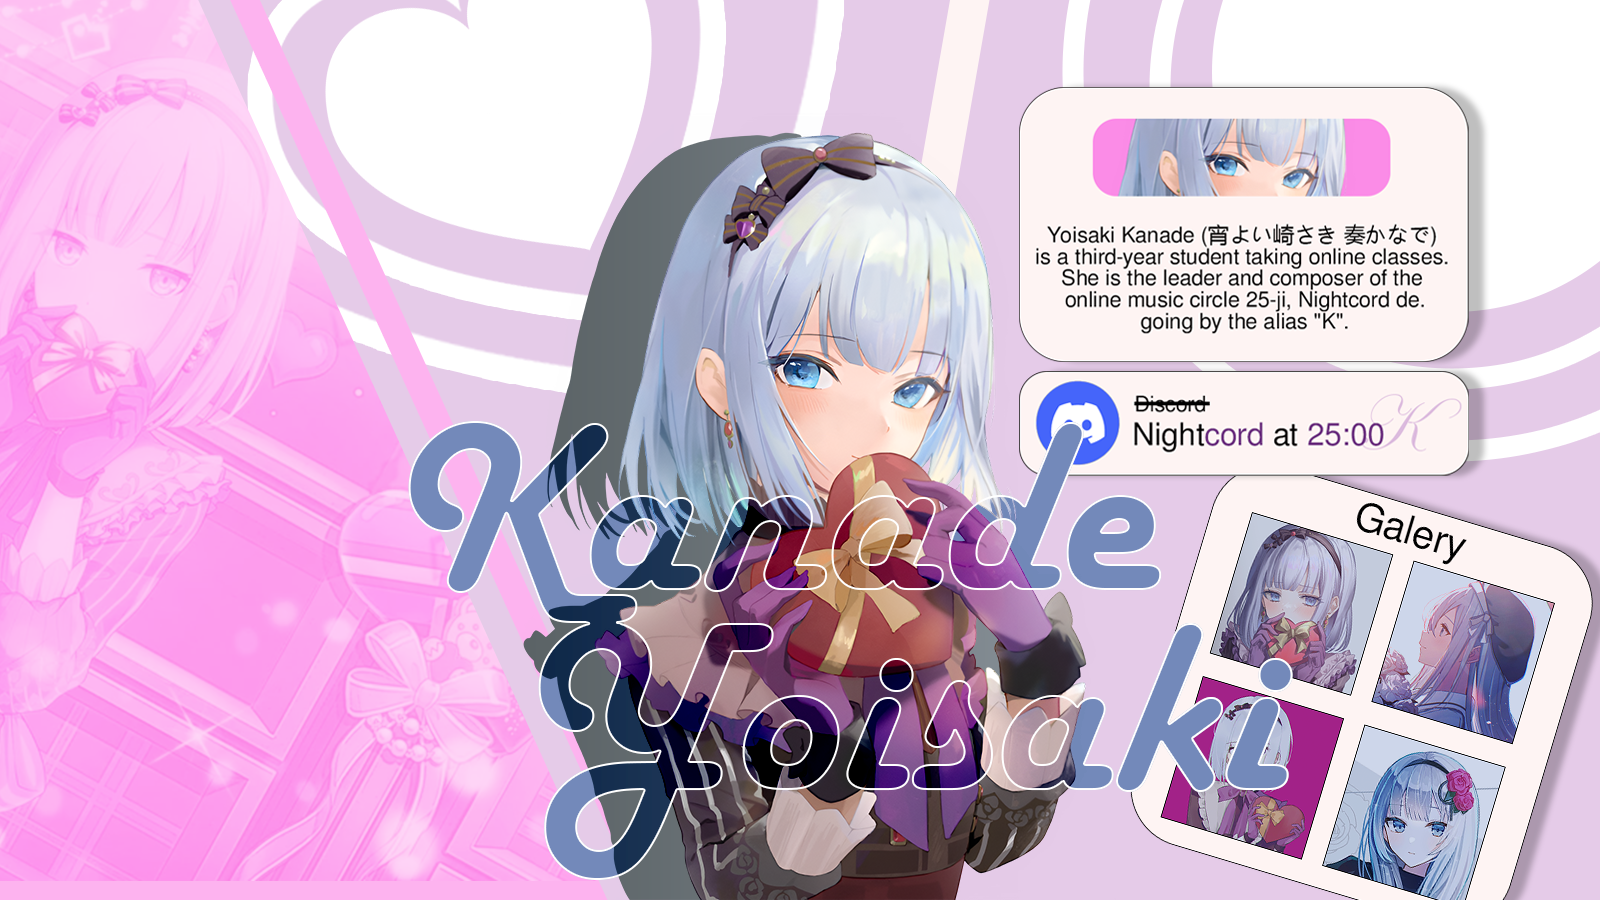 Yoisaki Kanade (宵よい崎さき 奏かなで)
is a third-year student taking online classes.
She is the leader and composer of the
online music circle 25-ji, Nightcord de.
going by the alias "K".
Discord
Nightcord at 25:00
K
Galery
Kanade
Yoisaki